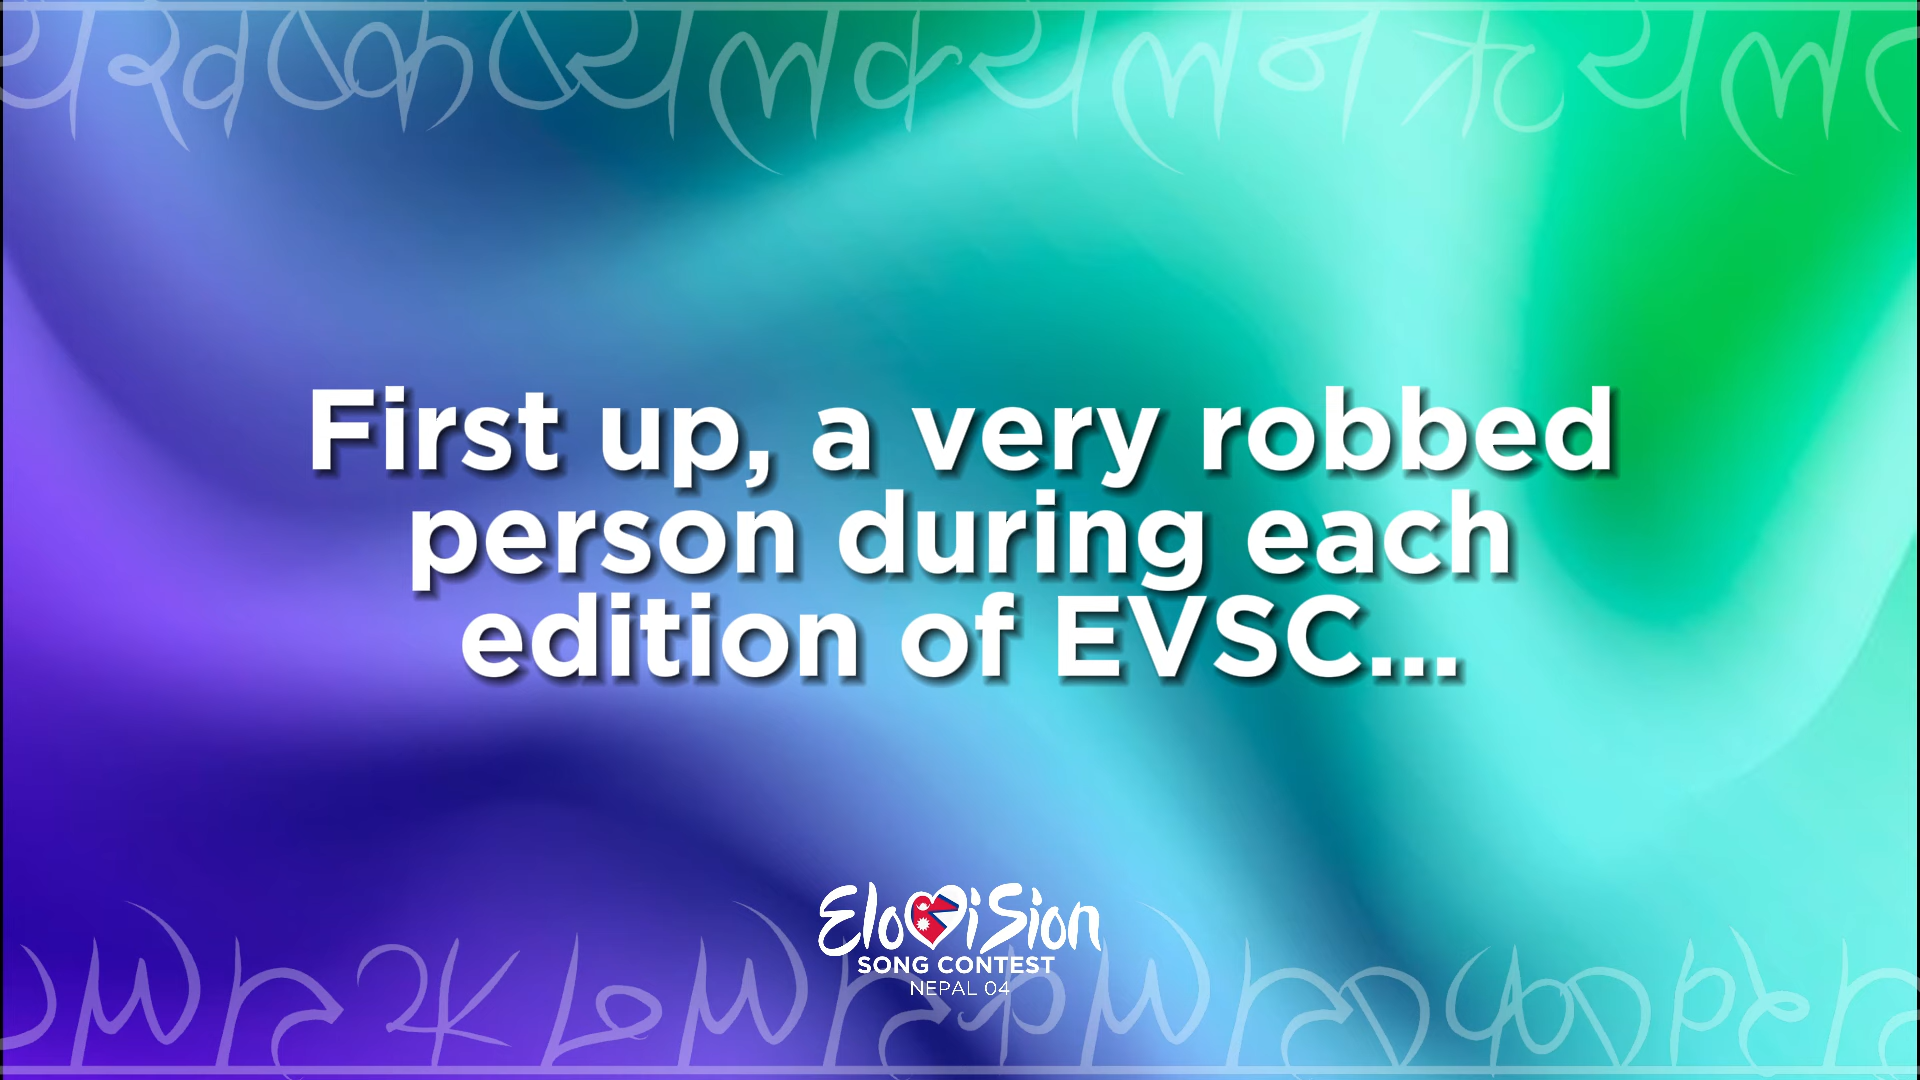 First up, a very robbed
person during each
edition of EVSC...
EloviSion
SONG CONTEST
NEPAL 04